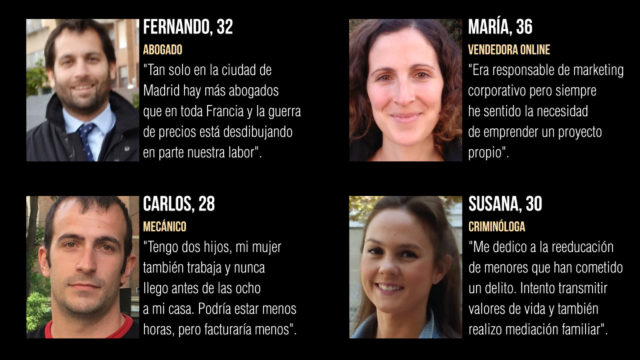 FERNANDO, 32
ABOGADO
"Tan solo en la ciudad de
Madrid hay más abogados
que en toda Francia y la guerra
de precios está desdibujando
en parte nuestra labor".
MARÍA, 36
VENDEDORA ONLINE
"Era responsable de marketing
corporativo pero siempre
he sentido la necesidad
de emprender un proyecto
propio".
CARLOS, 28
MECÁNICO
"Tengo dos hijos, mi mujer
también trabaja y nunca
llego antes de las ocho
a mi casa. Podría estar menos
horas, pero facturaría menos".
SUSANA, 30
CRIMINÓLOGA
"Me dedico a la reeducación
de menores que han cometido
un delito. Intento transmitir
valores de vida y también
realizo mediación familiar".